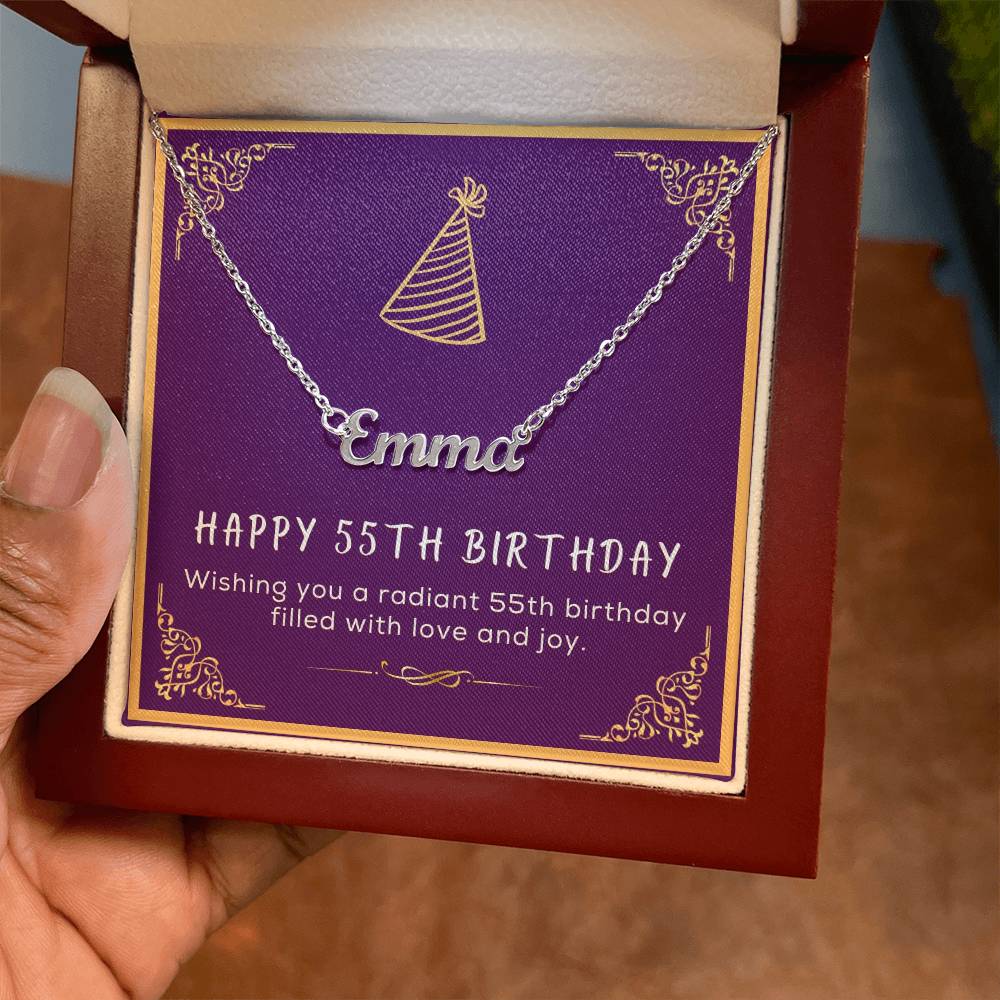 Emma
HAPPY 55TH BIRTHDAY
Wishing you a radiant 55th birthday
filled with love and joy.